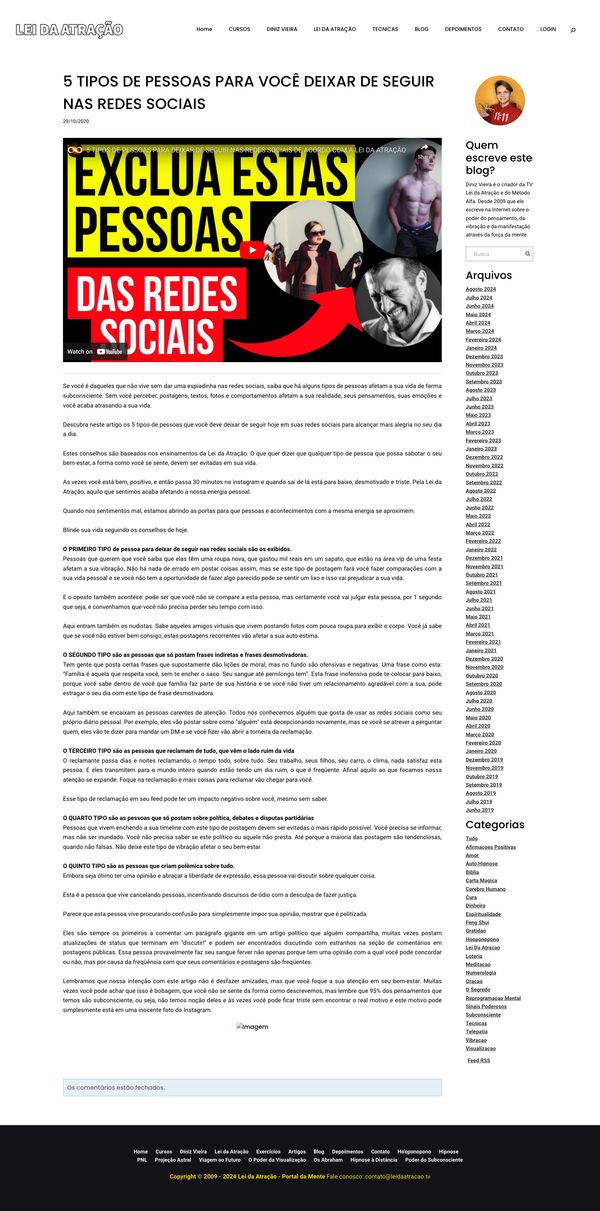 LEI DA ATRAÇÃO
Home CURSOS DINIZ VIEIRA LEI DA ATRAÇÃO TECNICAS BLOG DEPOIMENTOS CONTATO LOGIN
5 TIPOS DE PESSOAS PARA VOCÊ DEIXAR DE SEGUIR
NAS REDES SOCIAIS
29/10/2020
5 TIPOS DE PESSOAS PARA DEIXAR DE SEGUIR NAS REDES SOCIAIS DE ACORDO COM A LEI DA ATRAÇÃO
Share
EXCLUA ESTAS
PESSOAS
DAS REDES
SOCIAIS
Watch on YouTube
Se você é daqueles que não vive sem dar uma espiadinha nas redes sociais, saiba que há alguns tipos de pessoas afetam a sua vida de forma
subconsciente. Sem você perceber, postagens, textos, fotos e comportamentos afetam a sua realidade, seus pensamentos, suas emoções e
você acaba atrasando a sua vida.
Descubra neste artigo os 5 tipos de pessoas que você deve deixar de seguir hoje em suas redes sociais para alcançar mais alegria no seu dia
a dia.
Estes conselhos são baseados nos ensinamentos da Lei da Atração. O que quer dizer que qualquer tipo de pessoa que possa sabotar o seu
bem-estar, a forma como você se sente, devem ser evitadas em sua vida.
As vezes você está bem, positivo, e então passa 30 minutos no instagram e quando sai de lá está para baixo, desmotivado e triste. Pela Lei da
Atração, aquilo que sentimos acaba afetando a nossa energia pessoal.
Quando nos sentimentos mal, estamos abrindo as portas para que pessoas e acontecimentos com a mesma energia se aproximem.
Blinde sua vida seguindo os conselhos de hoje.
O PRIMEIRO TIPO de pessoa para deixar de seguir nas redes sociais são os exibidos.
Pessoas que querem que você saiba que elas têm uma roupa nova, que gastou mil reais em um sapato, que estão na área vip de uma festa
afetam a sua vibração. Não há nada de errado em postar coisas assim, mas se este tipo de postagem fará você fazer comparações com a
sua vida pessoal e se você não tem a oportunidade de fazer algo parecido pode se sentir um lixo e isso vai prejudicar a sua vida.
E o oposto também acontece: pode ser que você não se compare a esta pessoa, mas certamente você vai julgar esta pessoa, por 1 segundo
que seja, e convenhamos que você não precisa perder seu tempo com isso.
Aqui entram também os nudistas. Sabe aqueles amigos virtuais que vivem postando fotos com pouca roupa para exibir o corpo. Você já sabe
que se você não estiver bem consigo, estas postagens recorrentes vão afetar a sua auto-estima.
O SEGUNDO TIPO são as pessoas que só postam frases indiretas e frases desmotivadoras.
Tem gente que posta certas frases que supostamente dão lições de moral, mas no fundo são ofensivas e negativas. Uma frase como esta:
"Família é aquela que respeita você, sem te encher o saco. Seu sangue até pernilongo tem". Esta frase inofensiva pode te colocar para baixo,
porque você sabe dentro de você que família faz parte de sua história e se você não tiver um relacionamento agradável com a sua, pode
estragar o seu dia com este tipo de frase desmotivadora.
Aqui também se encaixam as pessoas carentes de atenção. Todos nós conhecemos alguém que gosta de usar as redes sociais como seu
próprio diário pessoal. Por exemplo, eles vão postar sobre como "alguém" está decepcionando novamente, mas se você se atrever a perguntar
quem, eles vão te dizer para mandar um DM e se você fizer vão abrir a torneira da reclamação.
O TERCEIRO TIPO são as pessoas que reclamam de tudo, que vêm o lado ruim da vida
O reclamante passa dias e noites reclamando, o tempo todo, sobre tudo. Seu trabalho, seus filhos, seu carro, o clima, nada satisfaz esta
pessoa. E eles transmitem para o mundo inteiro quando estão tendo um dia ruim, o que é freqüente. Afinal aquilo ao que focamos nossa
atenção se expande. Foque na reclamação e mais coisas para reclamar vão chegar para você.
Esse tipo de reclamação em seu feed pode ter um impacto negativo sobre você, mesmo sem saber.
O QUARTO TIPO são as pessoas que só postam sobre política, debates e disputas partidárias
Pessoas que vivem enchendo a sua timeline com este tipo de postagem devem ser evitadas o mais rápido possível. Você precisa se informar,
mas não ser inundado. Você não precisa saber se este político ou aquele não presta. Até porque a maioria das postagem são tendenciosas,
quando não falsas. Não deixe este tipo de vibração afetar o seu bem-estar.
O QUINTO TIPO são as pessoas que criam polêmica sobre tudo.
Embora seja ótimo ter uma opinião e abraçar a liberdade de expressão, essa pessoa vai discutir sobre qualquer coisa.
Esta é a pessoa que vive cancelando pessoas, incentivando discursos de ódio com a desculpa de fazer justiça.
Parece que esta pessoa vive procurando confusão para simplesmente impor sua opinião, mostrar que é politizada.
Eles são sempre os primeiros a comentar um parágrafo gigante em um artigo político que alguém compartilha, muitas vezes postam
atualizações de status que terminam em "discutir!" e podem ser encontrados discutindo com estranhos na seção de comentários em
postagens públicas. Essa pessoa provavelmente faz seu sangue ferver não apenas porque tem uma opinião com a qual você pode concordar
ou não, mas por causa da freqüência com que seus comentários e postagens são freqüentes.
Lembramos que nossa intenção com este artigo não é desfazer amizades, mas que você foque a sua atenção em seu bem-estar. Muitas
vezes você pode achar que isso é bobagem, que você não se sente da forma como descrevemos, mas lembre que 95% dos pensamentos que
temos são subconsciente, ou seja, não temos noção deles e às vezes você pode ficar triste sem encontrar o real motivo e este motivo pode
simplesmente está em uma inocente foto do Instagram.
Imagem
Os comentários estão fechados.
11:11
Quem
escreve este
blog?
Diniz Vieira é o criador da TV
Lei da Atração e do Método
Alfa. Desde 2009 que ele
escreve na Internet sobre o
poder do pensamento, da
vibração e da manifestação
através da força da mente.
Busca
Arquivos
Agosto 2024
Julho 2024
Junho 2024
Maio 2024
Abril 2024
Março 2024
Fevereiro 2024
Janeiro 2024
Dezembro 2023
Novembro 2023
Outubro 2023
Setembro 2023
Agosto 2023
Julho 2023
Junho 2023
Maio 2023
Abril 2023
Março 2023
Fevereiro 2023
Janeiro 2023
Dezembro 2022
Novembro 2022
Outubro 2022
Setembro 2022
Agosto 2022
Julho 2022
Junho 2022
Maio 2022
Abril 2022
Março 2022
Fevereiro 2022
Janeiro 2022
Dezembro 2021
Novembro 2021
Outubro 2021
Setembro 2021
Agosto 2021
Julho 2021
Junho 2021
Maio 2021
Abril 2021
Março 2021
Fevereiro 2021
Janeiro 2021
Dezembro 2020
Novembro 2020
Outubro 2020
Setembro 2020
Agosto 2020
Julho 2020
Junho 2020
Maio 2020
Abril 2020
Março 2020
Fevereiro 2020
Janeiro 2020
Dezembro 2019
Novembro 2019
Outubro 2019
Setembro 2019
Agosto 2019
Julho 2019
Junho 2019
Categorias
Tudo
Afirmacoes Positivas
Amor
Auto Hipnose
Biblia
Carta Magica
Cerebro Humano
Cura
Dinheiro
Espiritualidade
Feng Shui
Gratidao
Hooponopono
Lei Da Atracao
Loteria
Meditacao
Numerologia
Oracao
O Segredo
Reprogramacao Mental
Sinais Poderosos
Subconsciente
Tecnicas
Telepatia
Vibracao
Visualizacao
Feed RSS
Home Cursos Diniz Vieira Lei da Atração Exercícios Artigos Blog Depoimentos Contato Ho'oponopono Hipnose
PNL Projeção Astral Viagem ao Futuro O Poder da Visualização Os Abraham Hipnose à Distância Poder do Subconsciente
Copyright © 2009 - 2024 Lei da Atração - Portal da Mente Fale conosco: contato@leidaatracao.tv